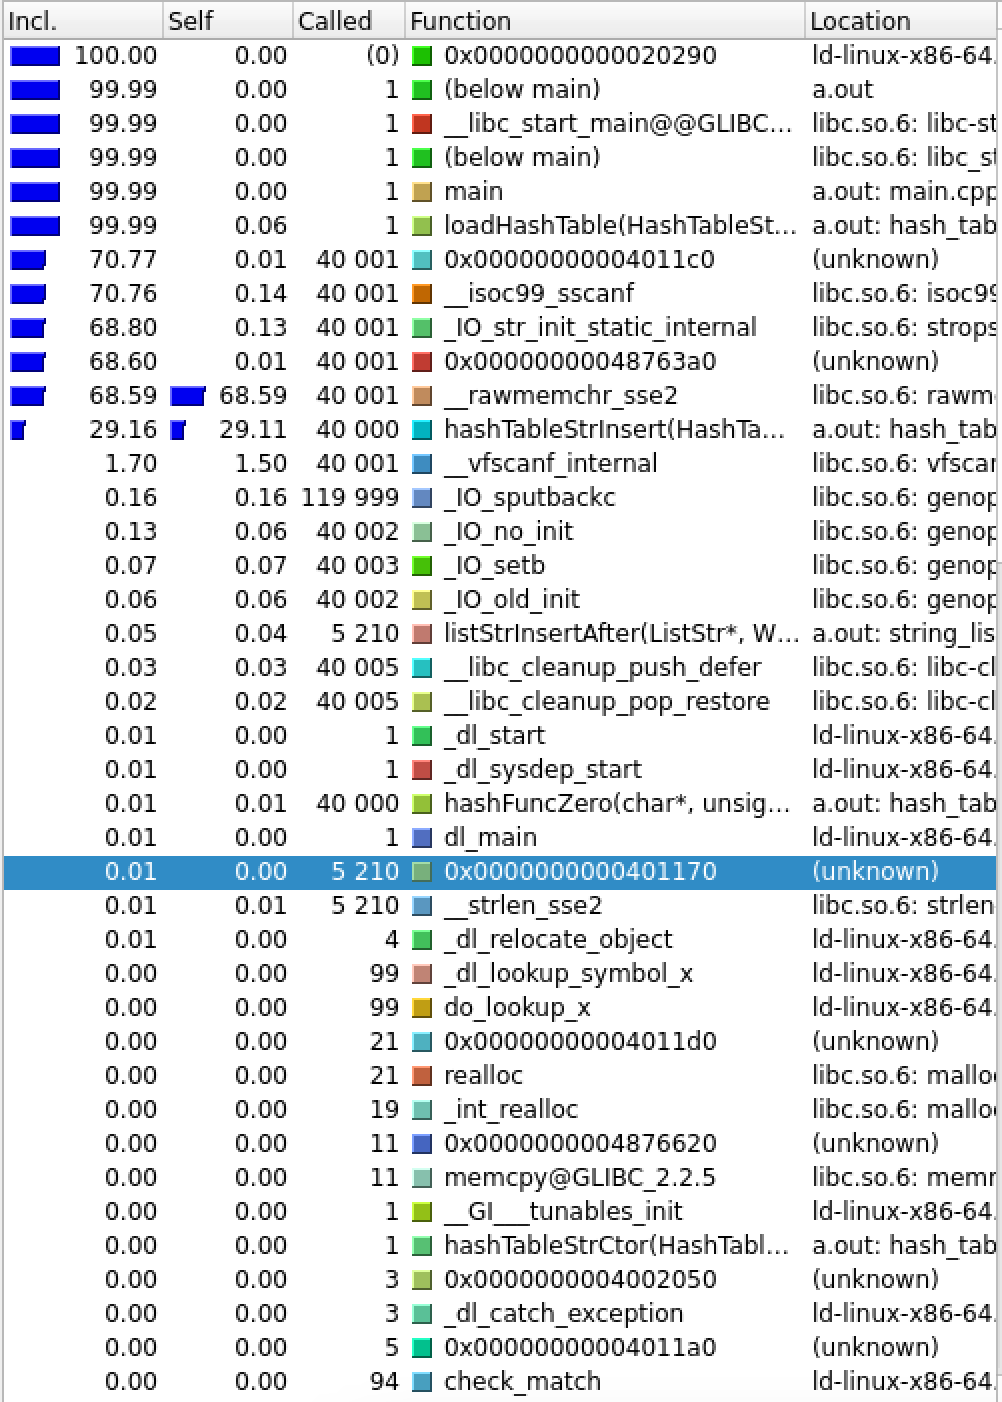 Incl. Self Called Function Location
100.00 0.00 (0) 0x0000000000020290 ld-linux-x86-64.
99.99 0.00 1 (below main) a.out
99.99 0.00 1 __libc_start_main@@GLIBC... libc.so.6: libc-st
99.99 0.00 1 (below main) libc.so.6: libc_st
99.99 0.00 1 main a.out: main.cpp
99.99 0.06 1 loadHashTable(HashTableSt... a.out: hash_tab
70.77 0.01 40 001 0x00000000004011c0 (unknown)
70.76 0.14 40 001 __isoc99_sscanf libc.so.6: isoc99
68.80 0.13 40 001 _IO_str_init_static_internal libc.so.6: strops
68.60 0.01 40 001 0x00000000048763a0 (unknown)
68.59 68.59 40 001 __rawmemchr_sse2 libc.so.6: rawm
29.16 29.11 40 000 hashTableStrInsert(HashTa... a.out: hash_tab
1.70 1.50 40 001 __vfscanf_internal libc.so.6: vfscar
0.16 0.16 119 999 _IO_sputbackc libc.so.6: genop
0.13 0.06 40 002 _IO_no_init libc.so.6: genop
0.07 0.07 40 003 _IO_setb libc.so.6: genop
0.06 0.06 40 002 _IO_old_init libc.so.6: genop
0.05 0.04 5 210 listStrInsertAfter(ListStr*, W... a.out: string_lis
0.03 0.03 40 005 __libc_cleanup_push_defer libc.so.6: libc-cl
0.02 0.02 40 005 __libc_cleanup_pop_restore libc.so.6: libc-cl
0.01 0.00 1 _dl_start ld-linux-x86-64.
0.01 0.00 1 _dl_sysdep_start ld-linux-x86-64.
0.01 0.01 40 000 hashFuncZero(char*, unsig... a.out: hash_tab
0.01 0.00 1 dl_main ld-linux-x86-64.
0.01 0.00 5 210 0x0000000000401170 (unknown)
0.01 0.01 5 210 __strlen_sse2 libc.so.6: strlen
0.01 0.00 4 _dl_relocate_object ld-linux-x86-64.
0.00 0.00 99 _dl_lookup_symbol_x ld-linux-x86-64.
0.00 0.00 99 do_lookup_x ld-linux-x86-64.
0.00 0.00 21 0x00000000004011d0 (unknown)
0.00 0.00 21 realloc libc.so.6: malloc
0.00 0.00 19 _int_realloc libc.so.6: malloc
0.00 0.00 11 0x0000000004876620 (unknown)
0.00 0.00 11 memcpy@GLIBC_2.2.5 libc.so.6: memr
0.00 0.00 1 __GI___tunables_init ld-linux-x86-64.
0.00 0.00 1 hashTableStrCtor(HashTabl... a.out: hash_tab
0.00 0.00 3 0x0000000004002050 (unknown)
0.00 0.00 3 _dl_catch_exception ld-linux-x86-64.
0.00 0.00 5 0x00000000004011a0 (unknown)
0.00 0.00 94 check_match ld-linux-x86-64.